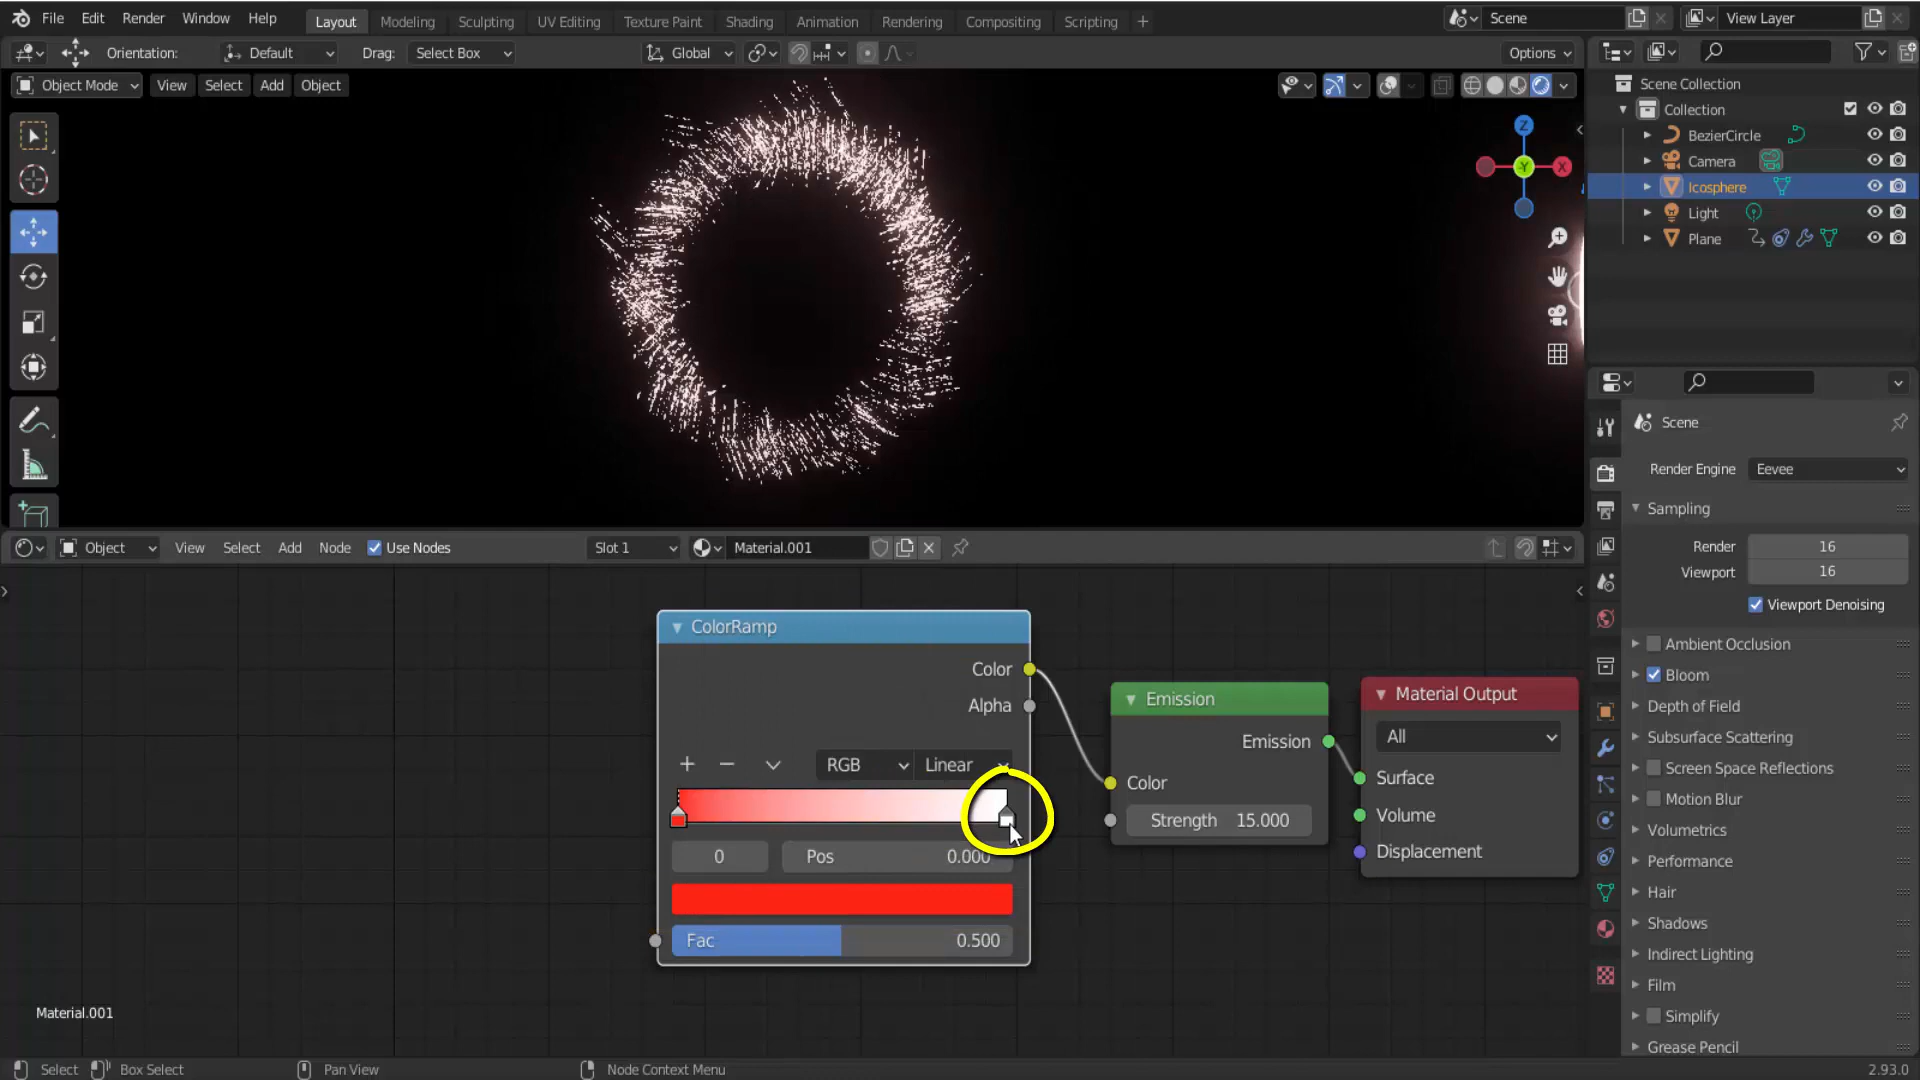 File Edit Render Window Help Layout Modeling Sculpting UV Editing Texture Paint Shading Animation Rendering Compositing Scripting + Scene View Layer
Orientation: Default Drag: Select Box Global Options
Object Mode View Select Add Object
Z
Y
X
Scene Collection
Collection
BezierCircle
Camera
Icosphere
Light
Plane
Scene
Render Engine Eevee
Sampling
Render 16
Viewport 16
Viewport Denoising
Ambient Occlusion
Bloom
Depth of Field
Subsurface Scattering
Screen Space Reflections
Motion Blur
Volumetrics
Performance
Hair
Shadows
Indirect Lighting
Film
Simplify
Grease Pencil
Object View Select Add Node Use Nodes Slot 1 Material.001
ColorRamp
Color
Alpha
+ − RGB Linear
0 Pos 0.000
Fac 0.500
Emission
Emission
Color
Strength 15.000
Material Output
All
Surface
Volume
Displacement
Material.001
Select Box Select Pan View Node Context Menu 2.93.0